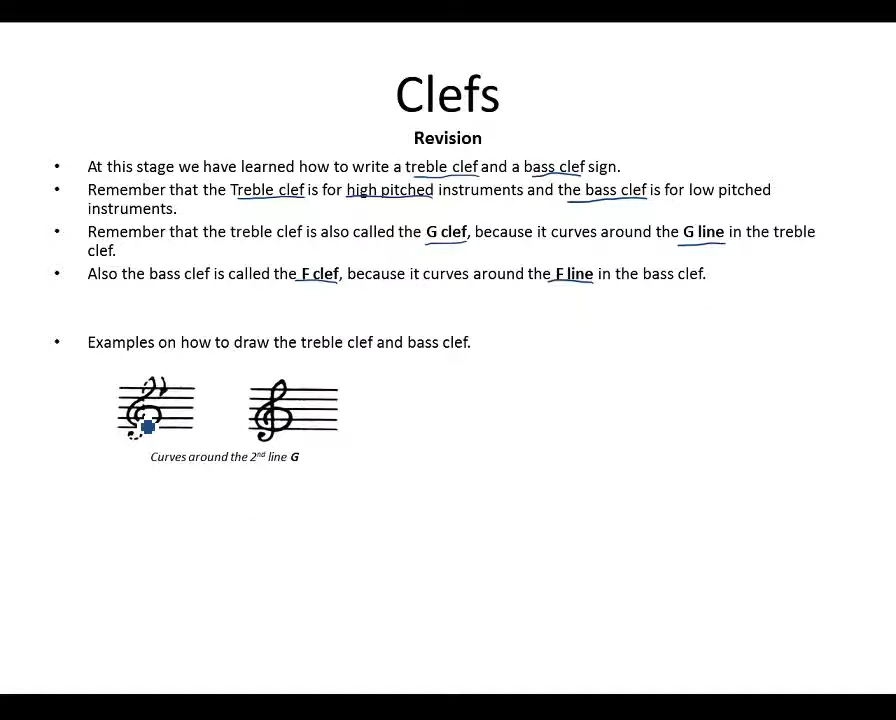 Clefs
Revision
• At this stage we have learned how to write a treble clef and a bass clef sign.
• Remember that the Treble clef is for high pitched instruments and the bass clef is for low pitched
instruments.
• Remember that the treble clef is also called the G clef, because it curves around the G line in the treble
clef.
• Also the bass clef is called the F clef, because it curves around the F line in the bass clef.
• Examples on how to draw the treble clef and bass clef.
Curves around the 2nd line G